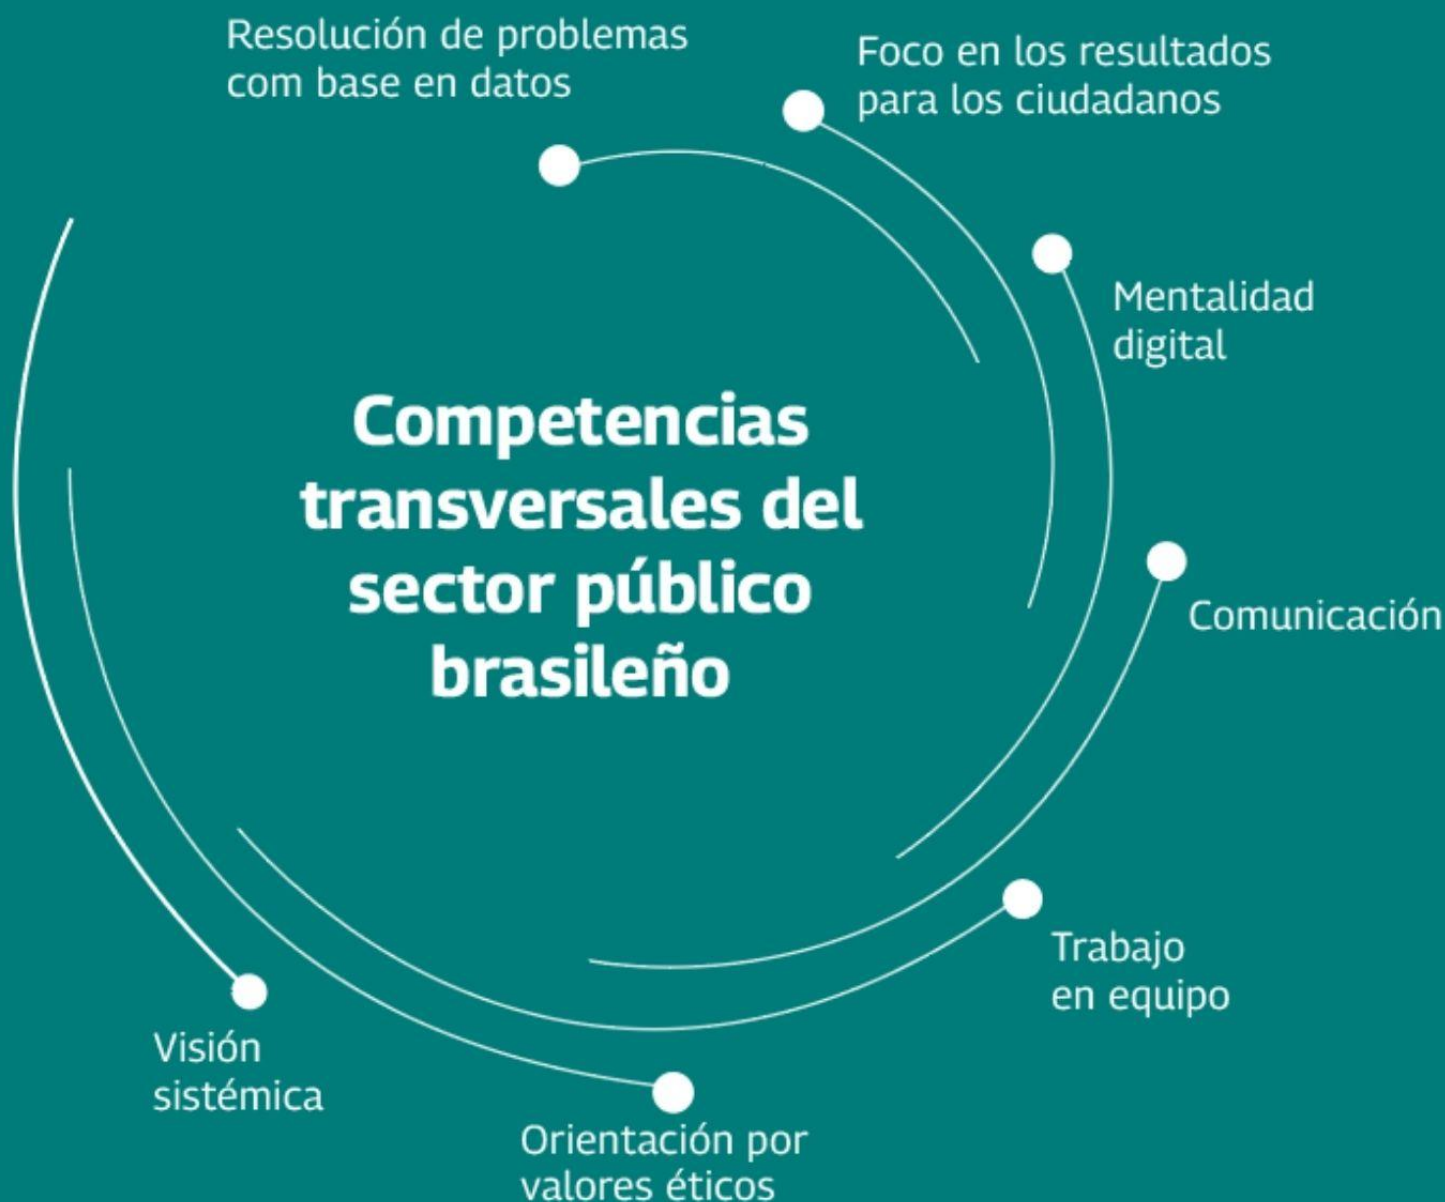 Resolución de problemas
com base en datos
Foco en los resultados
para los ciudadanos
Mentalidad
digital
Competencias
transversales del
sector público
brasileño
Comunicación
Trabajo
en equipo
Visión
sistémica
Orientación por
valores éticos